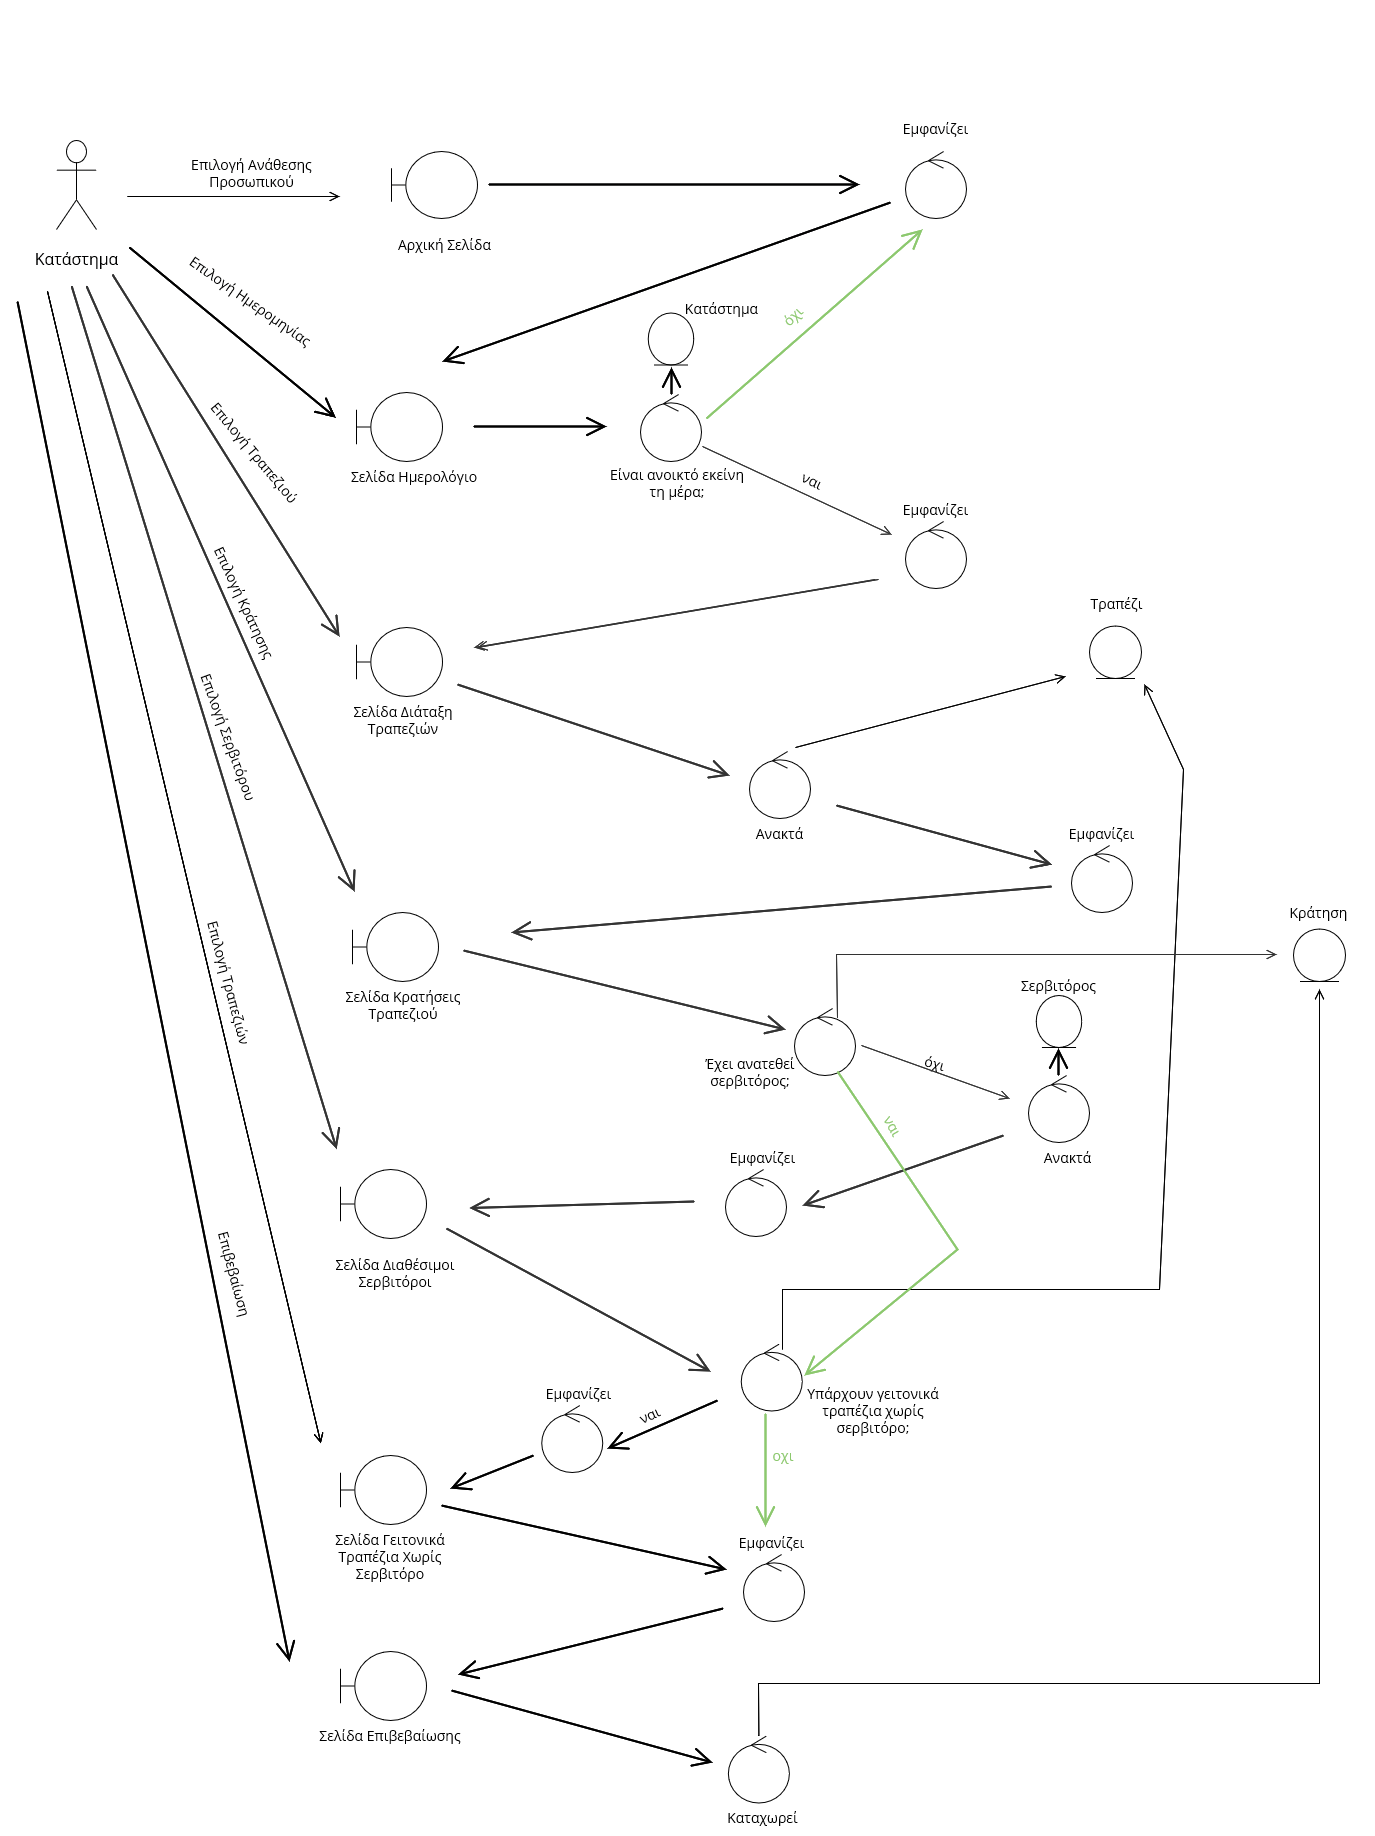 Εμφανίζει
Επιλογή Ανάθεσης
Προσωπικού
Αρχική Σελίδα
Κατάστημα
Επιλογή Ημερομηνίας
Κατάστημα
όχι
Επιλογή Τραπεζιού
Σελίδα Ημερολόγιο
Είναι ανοικτό εκείνη
τη μέρα;
ναι
Εμφανίζει
Επιλογή Κράτησης
Τραπέζι
Σελίδα Διάταξη
Τραπεζιών
Επιλογή Σερβιτόρου
Ανακτά
Εμφανίζει
Κράτηση
Επιλογή Τραπεζιών
Σελίδα Κρατήσεις
Τραπεζιού
Σερβιτόρος
Έχει ανατεθεί
σερβιτόρος;
όχι
ναι
Ανακτά
Εμφανίζει
Σελίδα Διαθέσιμοι
Σερβιτόροι
Επιβεβαίωση
Εμφανίζει
ναι
Υπάρχουν γειτονικά
τραπέζια χωρίς
σερβιτόρο;
οχι
Σελίδα Γειτονικά
Τραπέζια Χωρίς
Σερβιτόρο
Εμφανίζει
Σελίδα Επιβεβαίωσης
Καταχωρεί